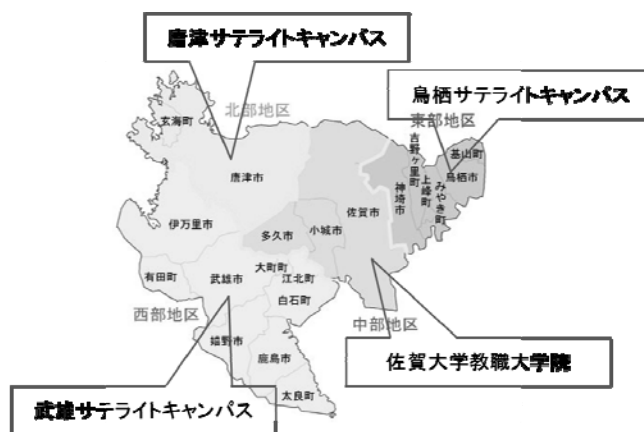 唐津サテライトキャンパス
鳥栖サテライトキャンパス
北部地区
東部地区
玄海町
吉野ヶ里町
基山町
唐津市
神埼市
上峰町
みやき町
鳥栖市
伊万里市
佐賀市
多久市
小城市
有田町
武雄市
大町町
江北町
白石町
西部地区
中部地区
嬉野市
鹿島市
佐賀大学教職大学院
太良町
武雄サテライトキャンパス